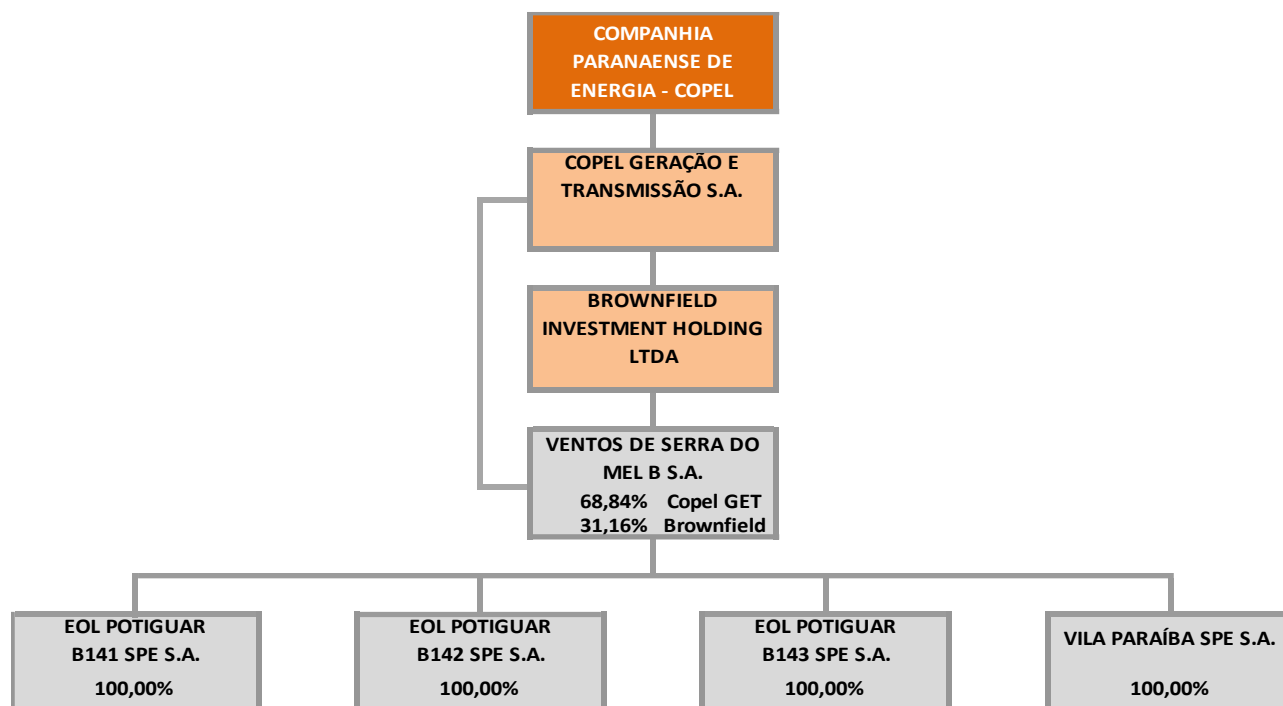 COMPANHIA
PARANAENSE DE
ENERGIA - COPEL
COPEL GERAÇÃO E
TRANSMISSÃO S.A.
BROWNFIELD
INVESTMENT HOLDING
LTDA
VENTOS DE SERRA DO
MEL B S.A.
68,84% Copel GET
31,16% Brownfield
EOL POTIGUAR
B141 SPE S.A.
100,00%
EOL POTIGUAR
B142 SPE S.A.
100,00%
EOL POTIGUAR
B143 SPE S.A.
100,00%
VILA PARAÍBA SPE S.A.
100,00%